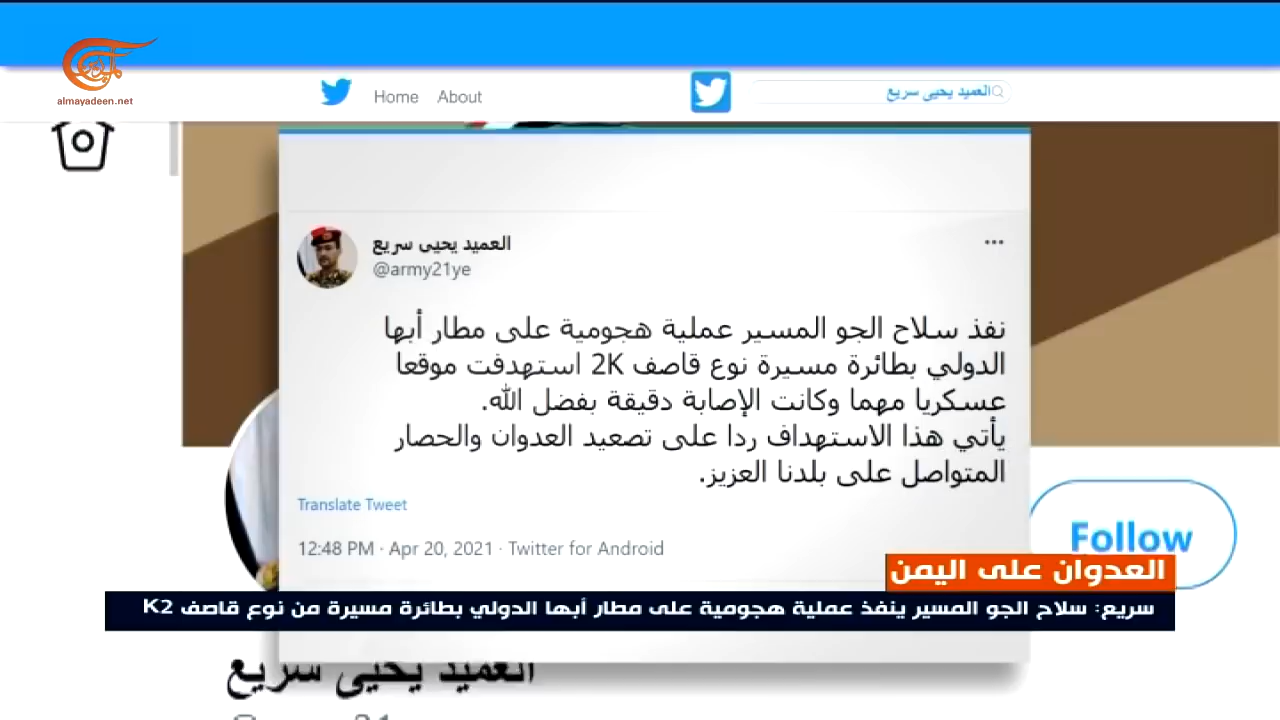 almayadeen.net
Home
About
العميد يحيى سريع
العميد يحيى سريع
@army21ye
نفذ سلاح الجو المسير عملية هجومية على مطار أبها
الدولي بطائرة مسيرة نوع قاصف 2K استهدفت موقعا
عسكريا مهما وكانت الإصابة دقيقة بفضل الله.
يأتي هذا الاستهداف ردا على تصعيد العدوان والحصار
المتواصل على بلدنا العزيز.
Translate Tweet
12:48 PM · Apr 20, 2021 · Twitter for Android
Follow
العدوان على اليمن
سريع: سلاح الجو المسير ينفذ عملية هجومية على مطار أبها الدولي بطائرة مسيرة من نوع قاصف K2
العميد يحيى سريع